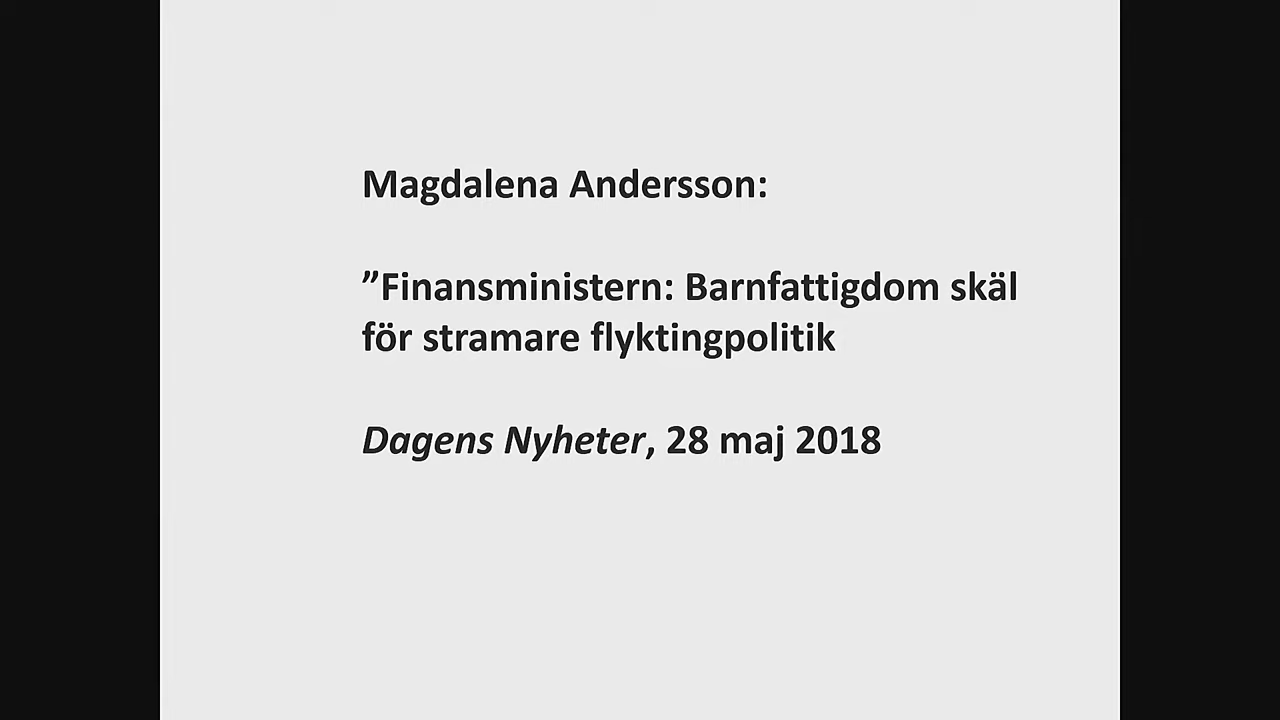 Magdalena Andersson:
”Finansministern: Barnfattigdom skäl
för stramare flyktingpolitik
Dagens Nyheter, 28 maj 2018